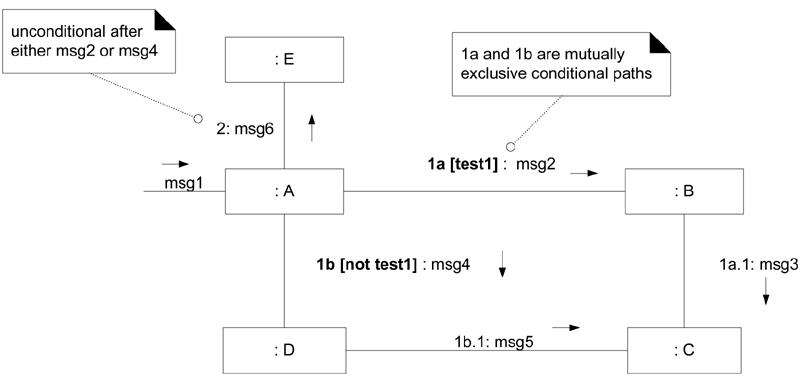 unconditional after
either msg2 or msg4
: E
1a and 1b are mutually
exclusive conditional paths
2: msg6
1a [test1] : msg2
msg1
: A
: B
1b [not test1] : msg4
1a.1: msg3
: D
1b.1: msg5
: C